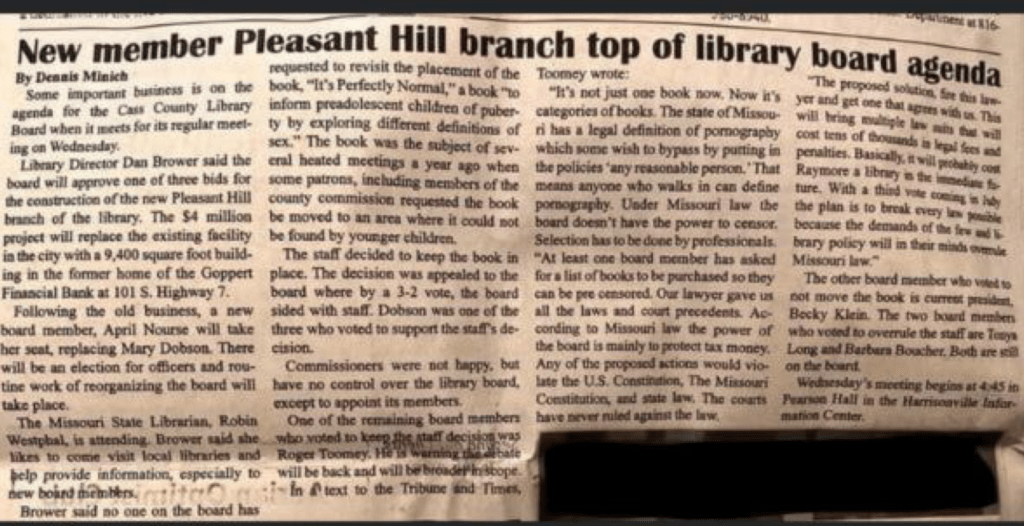 Department at 816-
New member Pleasant Hill branch top of library board agenda
By Dennis Minich
Some important business is on the
agenda for the Cass County Library
Board when it meets for its regular meet-
ing on Wednesday.
Library Director Dan Brower said the
board will approve one of three bids for
the construction of the new Pleasant Hill
branch of the library. The $4 million
project will replace the existing facility
in the city with a 9,400 square foot build-
ing in the former home of the Goppert
Financial Bank at 101 S. Highway 7.
Following the old business, a new
board member, April Nourse will take
her seat, replacing Mary Dobson. There
will be an election for officers and rou-
tine work of reorganizing the board will
take place.
The Missouri State Librarian, Robin
Westphal, is attending. Brower said she
likes to come visit local libraries and
help provide information, especially to
new board members.
Brower said no one on the board has
requested to revisit the placement of the
book, "It's Perfectly Normal," a book "to
inform preadolescent children of puber-
ty by exploring different definitions of
sex." The book was the subject of sev-
eral heated meetings a year ago when
some patrons, including members of the
county commission requested the book
be moved to an area where it could not
be found by younger children.
The staff decided to keep the book in
place. The decision was appealed to the
board where by a 3-2 vote, the board
sided with staff. Dobson was one of the
three who voted to support the staff's de-
cision.
Commissioners were not happy, but
have no control over the library board,
except to appoint its members.
One of the remaining board members
who voted to keep the staff decision was
Roger Toomey. He is warning the debate
will be back and will be broader in scope.
In a text to the Tribune and Times,
Toomey wrote:
"It's not just one book now. Now it's
categories of books. The state of Missou-
ri has a legal definition of pornography
which some wish to bypass by putting in
the policies 'any reasonable person.' That
means anyone who walks in can define
pornography. Under Missouri law the
board doesn't have the power to censor.
Selection has to be done by professionals.
"At least one board member has asked
for a list of books to be purchased so they
can be pre censored. Our lawyer gave us
all the laws and court precedents. Ac-
cording to Missouri law the power of
the board is mainly to protect tax money.
Any of the proposed actions would vio-
late the U.S. Constitution, The Missouri
Constitution, and state law. The courts
have never ruled against the law.
"The proposed solution, fire this law-
yer and get one that agrees with us. This
will bring multiple law suits that will
cost tens of thousands in legal fees and
penalties. Basically, it will probably cost
Raymore a library in the immediate fu-
ture. With a third vote coming in July
the plan is to break every law possible
because the demands of the few and li-
brary policy will in their minds overrule
Missouri law."
The other board member who voted to
not move the book is current president,
Becky Klein. The two board members
who voted to overrule the staff are Tonya
Long and Barbara Boucher. Both are still
on the board.
Wednesday's meeting begins at 4:45 in
Pearson Hall in the Harrisonville Infor-
mation Center.